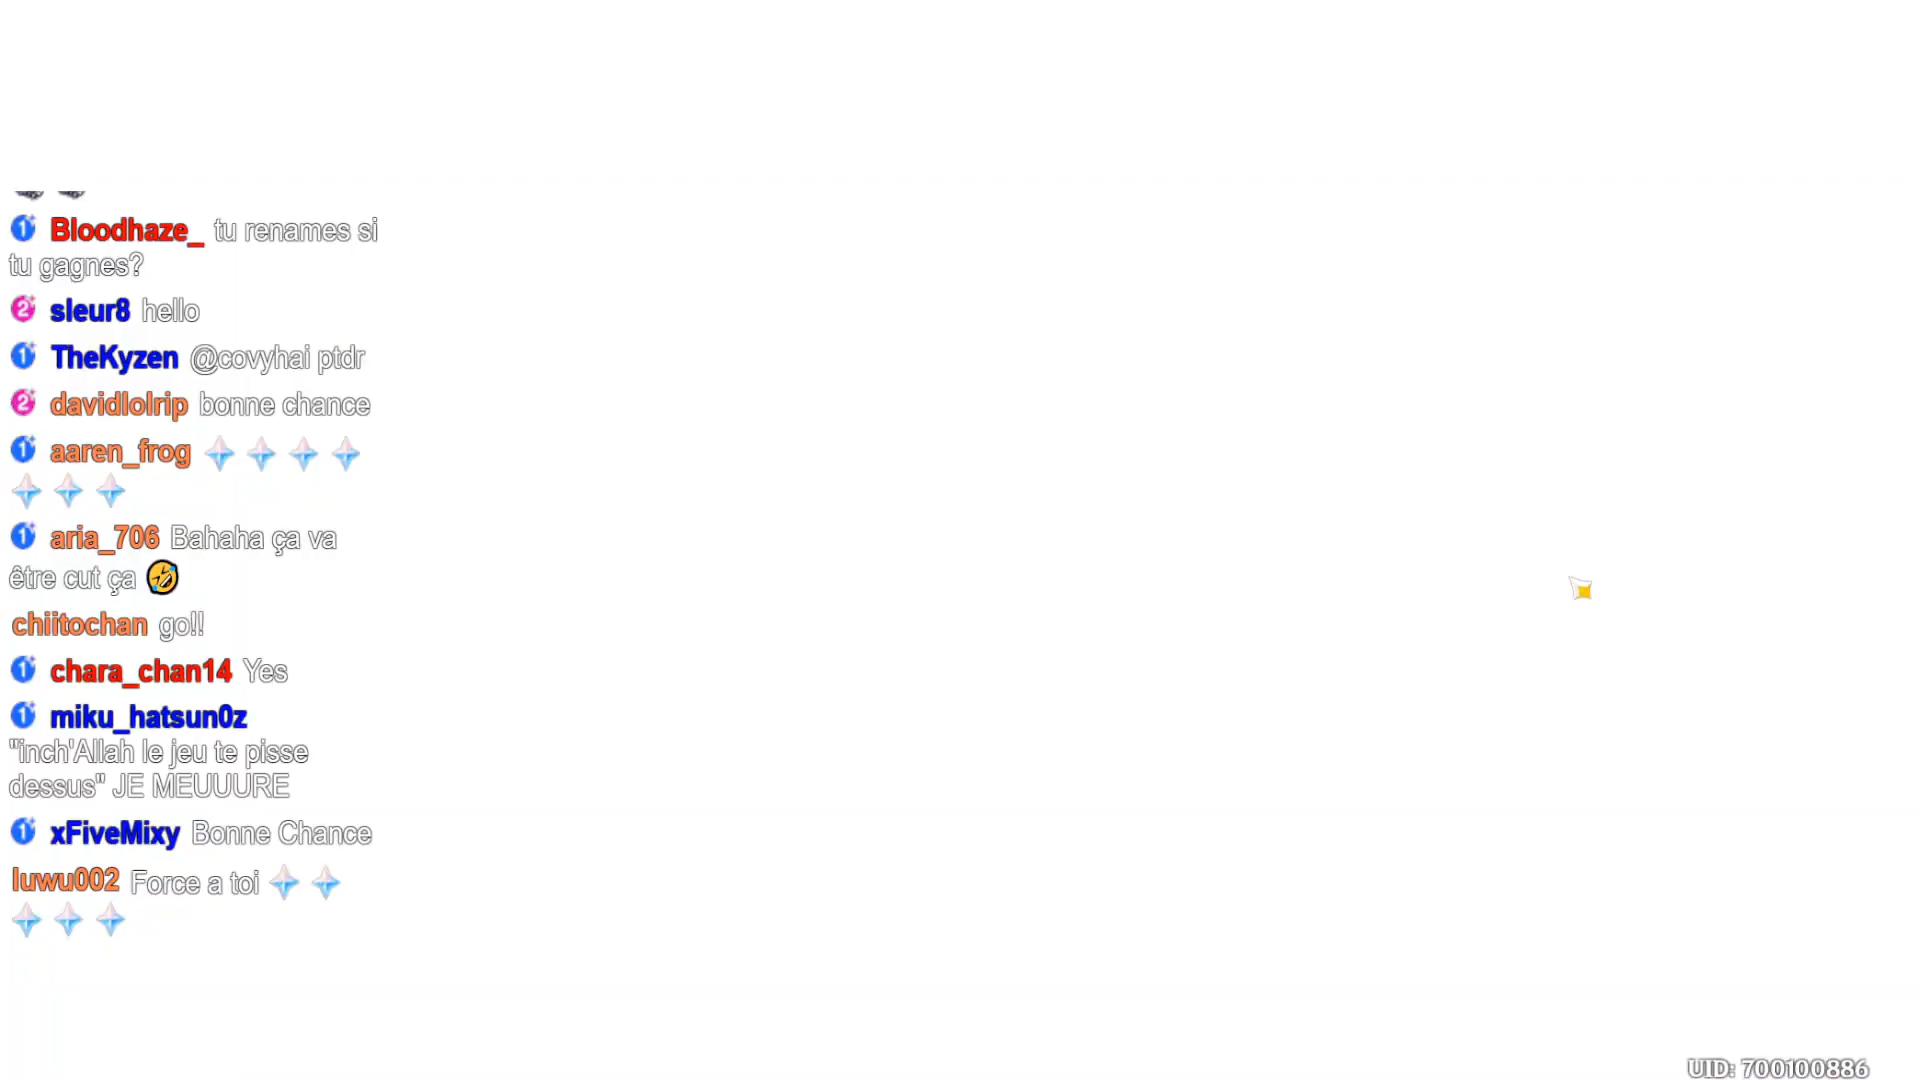 Bloodhaze_ tu renames si
tu gagnes?
sleur8 hello
TheKyzen @covyhai ptdr
davidlolrip bonne chance
aaren_frog
aria_706 Bahaha ça va
être cut ça
chiitochan go!!
chara_chan14 Yes
miku_hatsun0z
"inch'Allah le jeu te pisse
dessus" JE MEUUURE
xFiveMixy Bonne Chance
luwu002 Force a toi
UID: 700100886